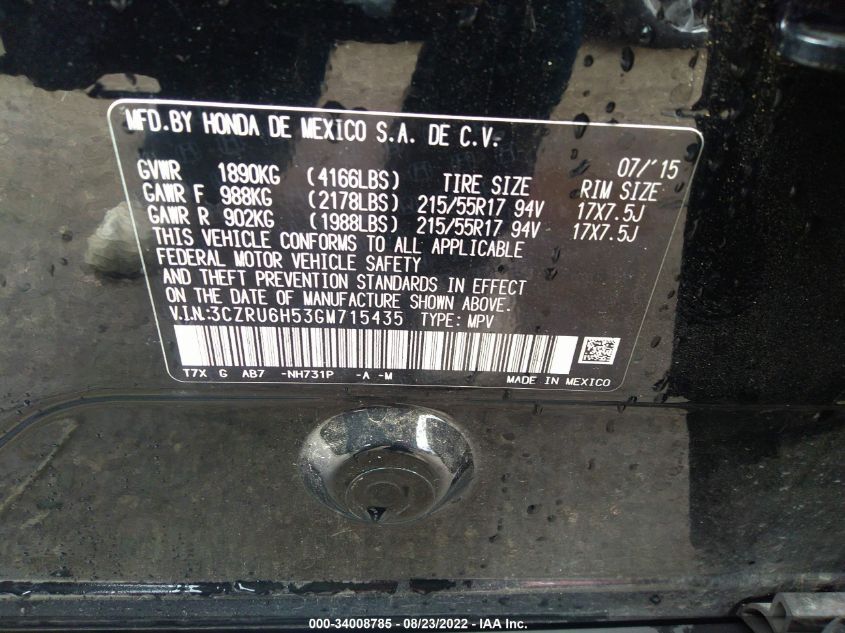 MFD.BY HONDA DE MEXICO S.A. DE C.V.
07/'15
GVWR 1890KG (4166LBS) TIRE SIZE RIM SIZE
GAWR F 988KG (2178LBS) 215/55R17 94V 17X7.5J
GAWR R 902KG (1988LBS) 215/55R17 94V 17X7.5J
THIS VEHICLE CONFORMS TO ALL APPLICABLE
FEDERAL MOTOR VEHICLE SAFETY
AND THEFT PREVENTION STANDARDS IN EFFECT
ON THE DATE OF MANUFACTURE SHOWN ABOVE.
V.I.N:3CZRU6H53GM715435 TYPE: MPV
T7X G AB7 -NH731P -A -M MADE IN MEXICO
000-34008785 - 08/23/2022 - IAA Inc.